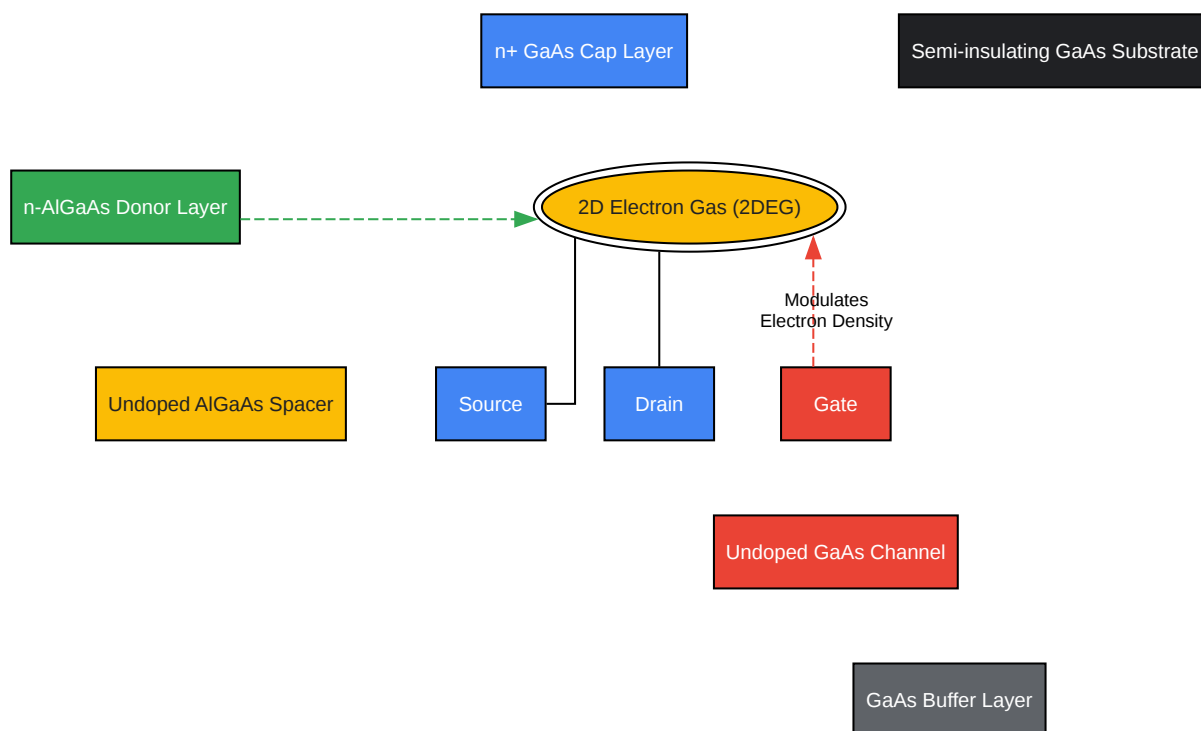 n+ GaAs Cap Layer
Semi-insulating GaAs Substrate
n-AlGaAs Donor Layer
2D Electron Gas (2DEG)
Modulates
Electron Density
Undoped AlGaAs Spacer
Source
Drain
Gate
Undoped GaAs Channel
GaAs Buffer Layer